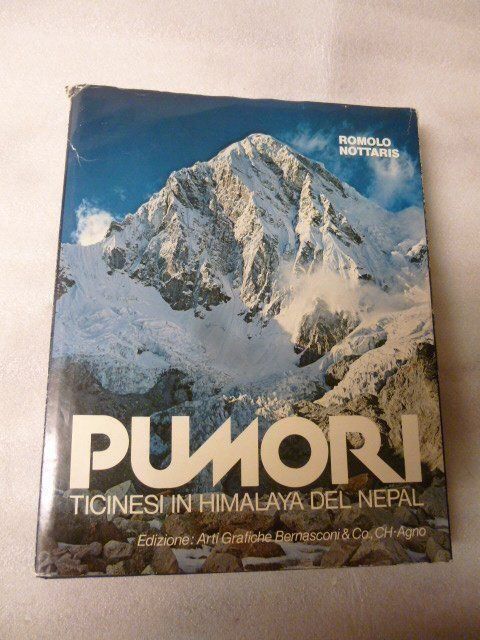 ROMOLO
NOTTARIS
PUMORI
TICINESI IN HIMALAYA DEL NEPAL
Edizione: Arti Grafiche Bernasconi & Co., CH-Agno